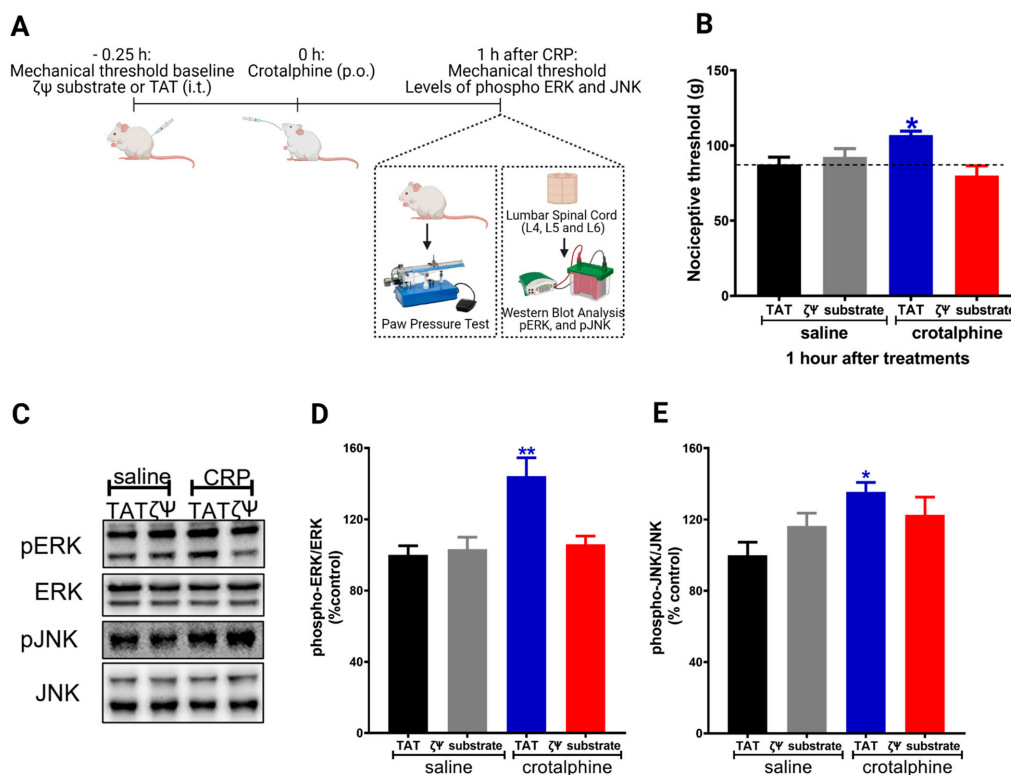 A
- 0.25 h:
Mechanical threshold baseline
ζψ substrate or TAT (i.t.)
0 h:
Crotalphine (p.o.)
1 h after CRP:
Mechanical threshold
Levels of phospho ERK and JNK
Paw Pressure Test
Lumbar Spinal Cord
(L4, L5 and L6)
Western Blot Analysis
pERK, and pJNK
B
Nociceptive threshold (g)
150
100
50
0
*
TAT ζψ substrate TAT ζψ substrate
saline crotalphine
1 hour after treatments
C
saline CRP
TAT ζψ TAT ζψ
pERK
ERK
pJNK
JNK
D
phospho-ERK/ERK
(%control)
160
120
80
40
0
**
TAT ζψ substrate TAT ζψ substrate
saline crotalphine
E
phospho-JNK/JNK
(% control)
160
120
80
40
0
*
TAT ζψ substrate TAT ζψ substrate
saline crotalphine